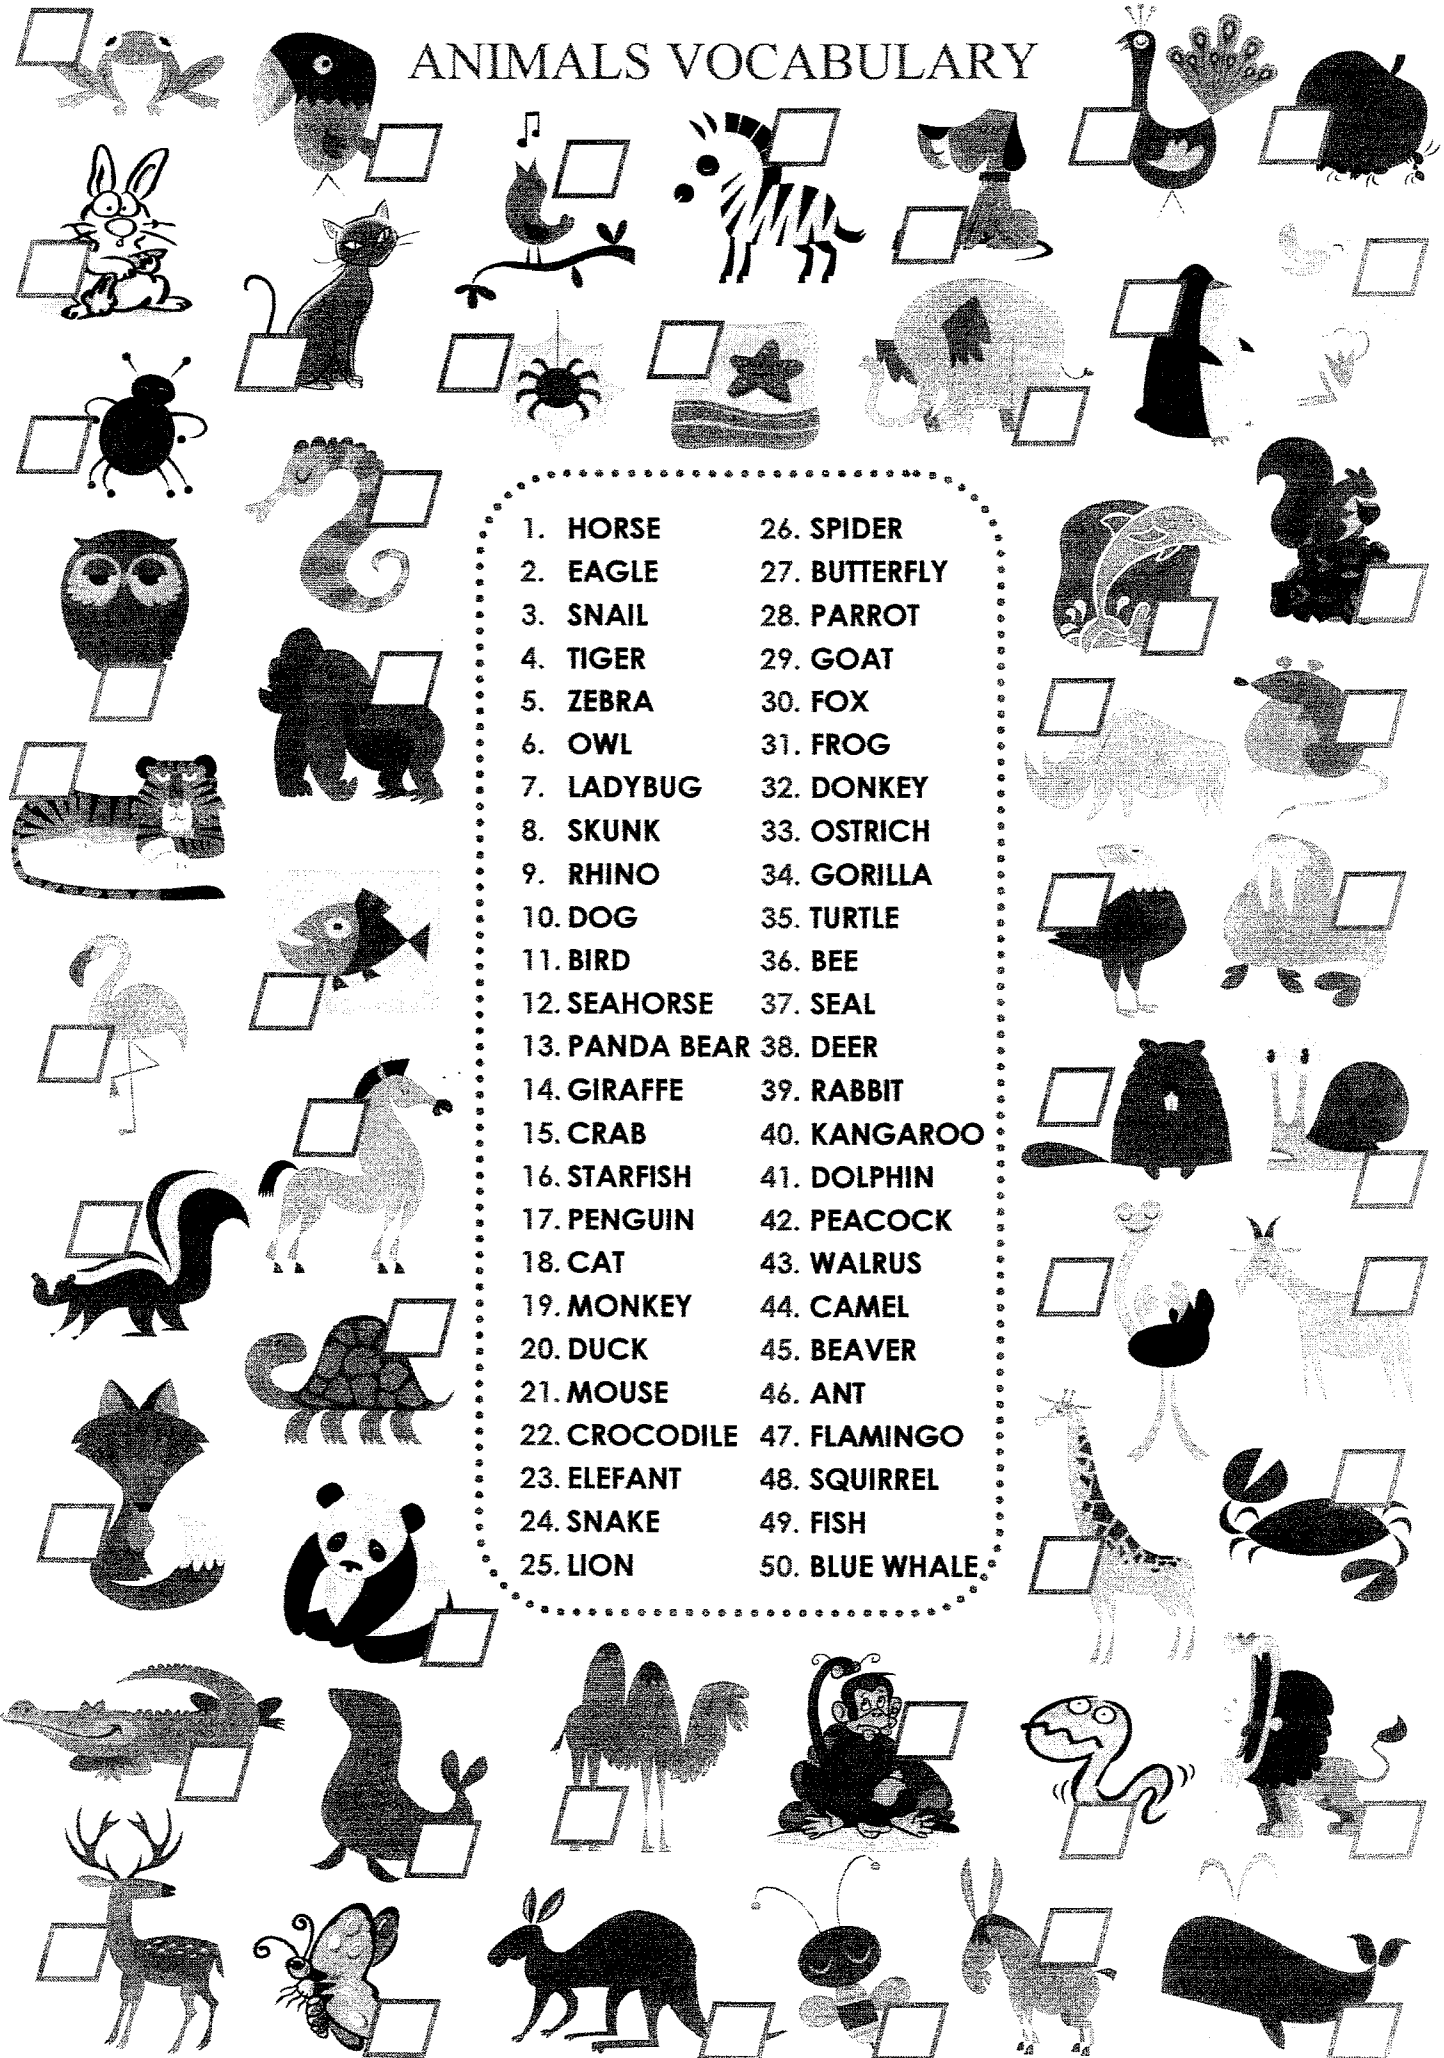 ANIMALS VOCABULARY
1. HORSE
2. EAGLE
3. SNAIL
4. TIGER
5. ZEBRA
6. OWL
7. LADYBUG
8. SKUNK
9. RHINO
10. DOG
11. BIRD
12. SEAHORSE
13. PANDA BEAR
14. GIRAFFE
15. CRAB
16. STARFISH
17. PENGUIN
18. CAT
19. MONKEY
20. DUCK
21. MOUSE
22. CROCODILE
23. ELEFANT
24. SNAKE
25. LION
26. SPIDER
27. BUTTERFLY
28. PARROT
29. GOAT
30. FOX
31. FROG
32. DONKEY
33. OSTRICH
34. GORILLA
35. TURTLE
36. BEE
37. SEAL
38. DEER
39. RABBIT
40. KANGAROO
41. DOLPHIN
42. PEACOCK
43. WALRUS
44. CAMEL
45. BEAVER
46. ANT
47. FLAMINGO
48. SQUIRREL
49. FISH
50. BLUE WHALE